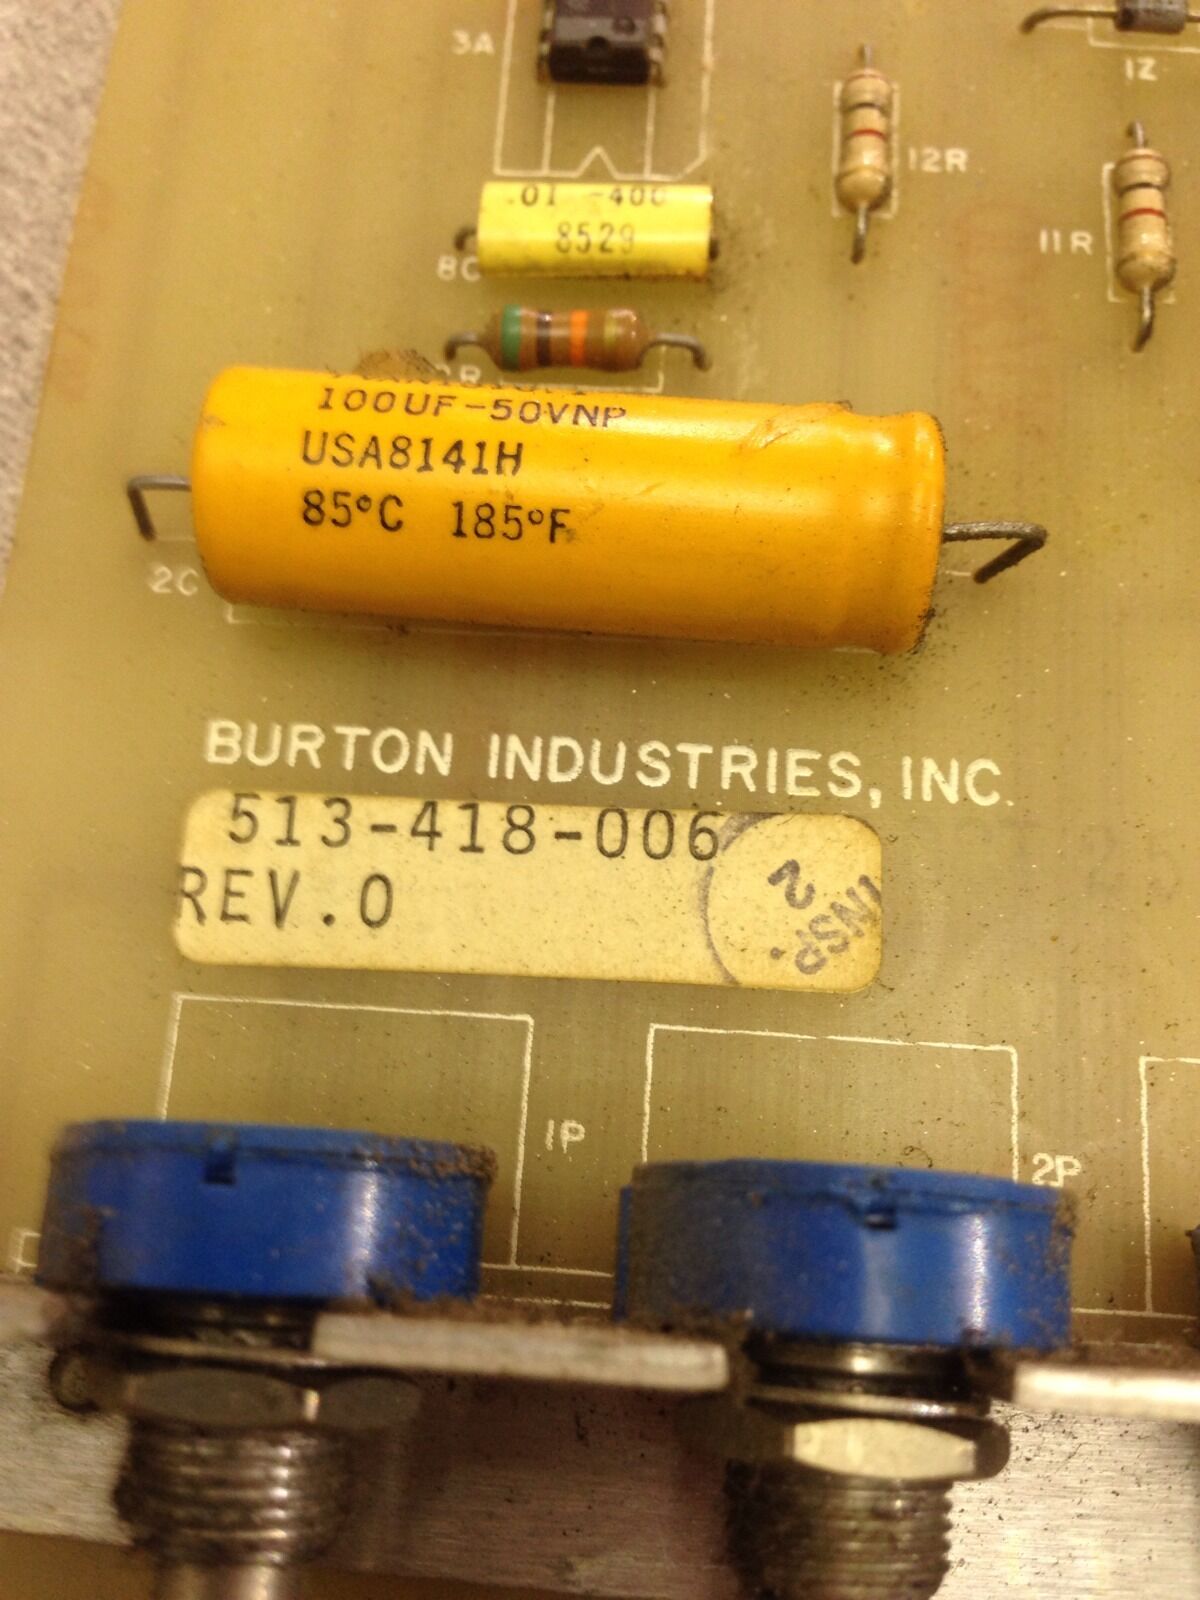 3A
1Z
12R
.01 -400
8529
11R
8C
100UF-50VNP
USA8141H
85°C 185°F
2C
BURTON INDUSTRIES, INC.
513-418-006
REV.0
INSP.
2
1P
2P